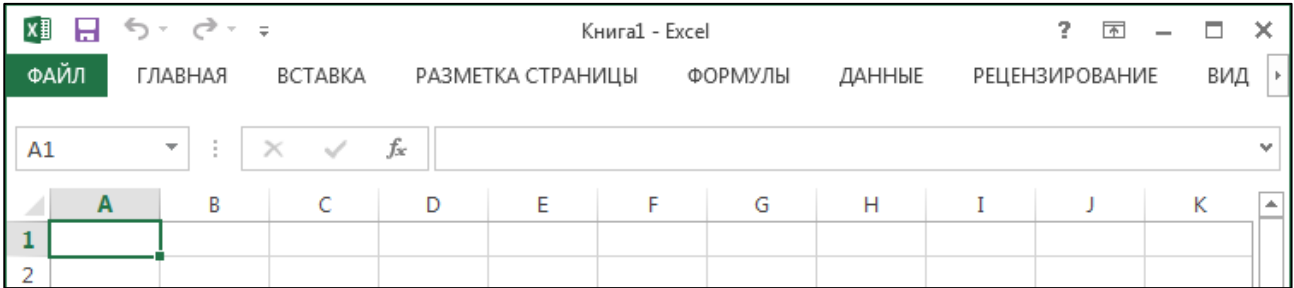 Книга1 - Excel ?
ФАЙЛ ГЛАВНАЯ ВСТАВКА РАЗМЕТКА СТРАНИЦЫ ФОРМУЛЫ ДАННЫЕ РЕЦЕНЗИРОВАНИЕ ВИД
A1 fx
A B C D E F G H I J K
1
2